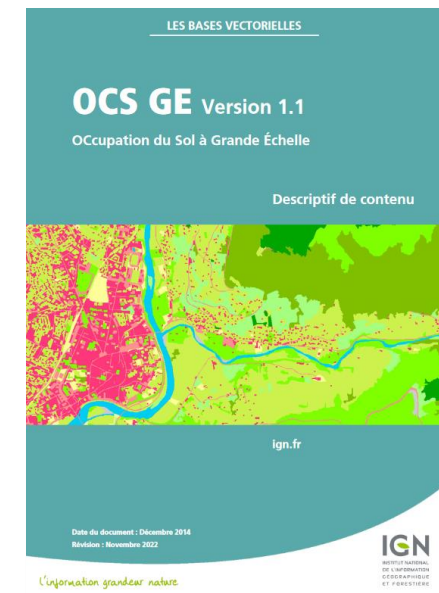 LES BASES VECTORIELLES
OCS GE Version 1.1
OCcupation du Sol à Grande Échelle
Descriptif de contenu
ign.fr
Date du document : Décembre 2014
Révision : Novembre 2022
IGN
INSTITUT NATIONAL
DE L'INFORMATION
GÉOGRAPHIQUE
ET FORESTIÈRE
L'information grandeur nature